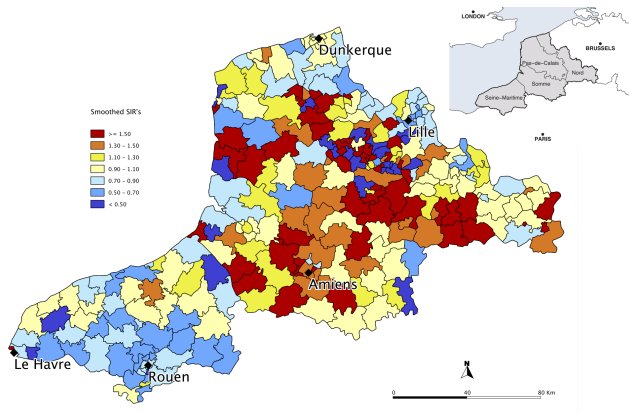 LONDON
BRUSSELS
Pas-de-Calais
Nord
Somme
Seine-Maritime
PARIS
Dunkerque
Lille
Smoothed SIR's
>= 1.50
1.30 - 1.50
1.10 - 1.30
0.90 - 1.10
0.70 - 0.90
0.50 - 0.70
< 0.50
Amiens
Le Havre
Rouen
N
0 40 80 Km